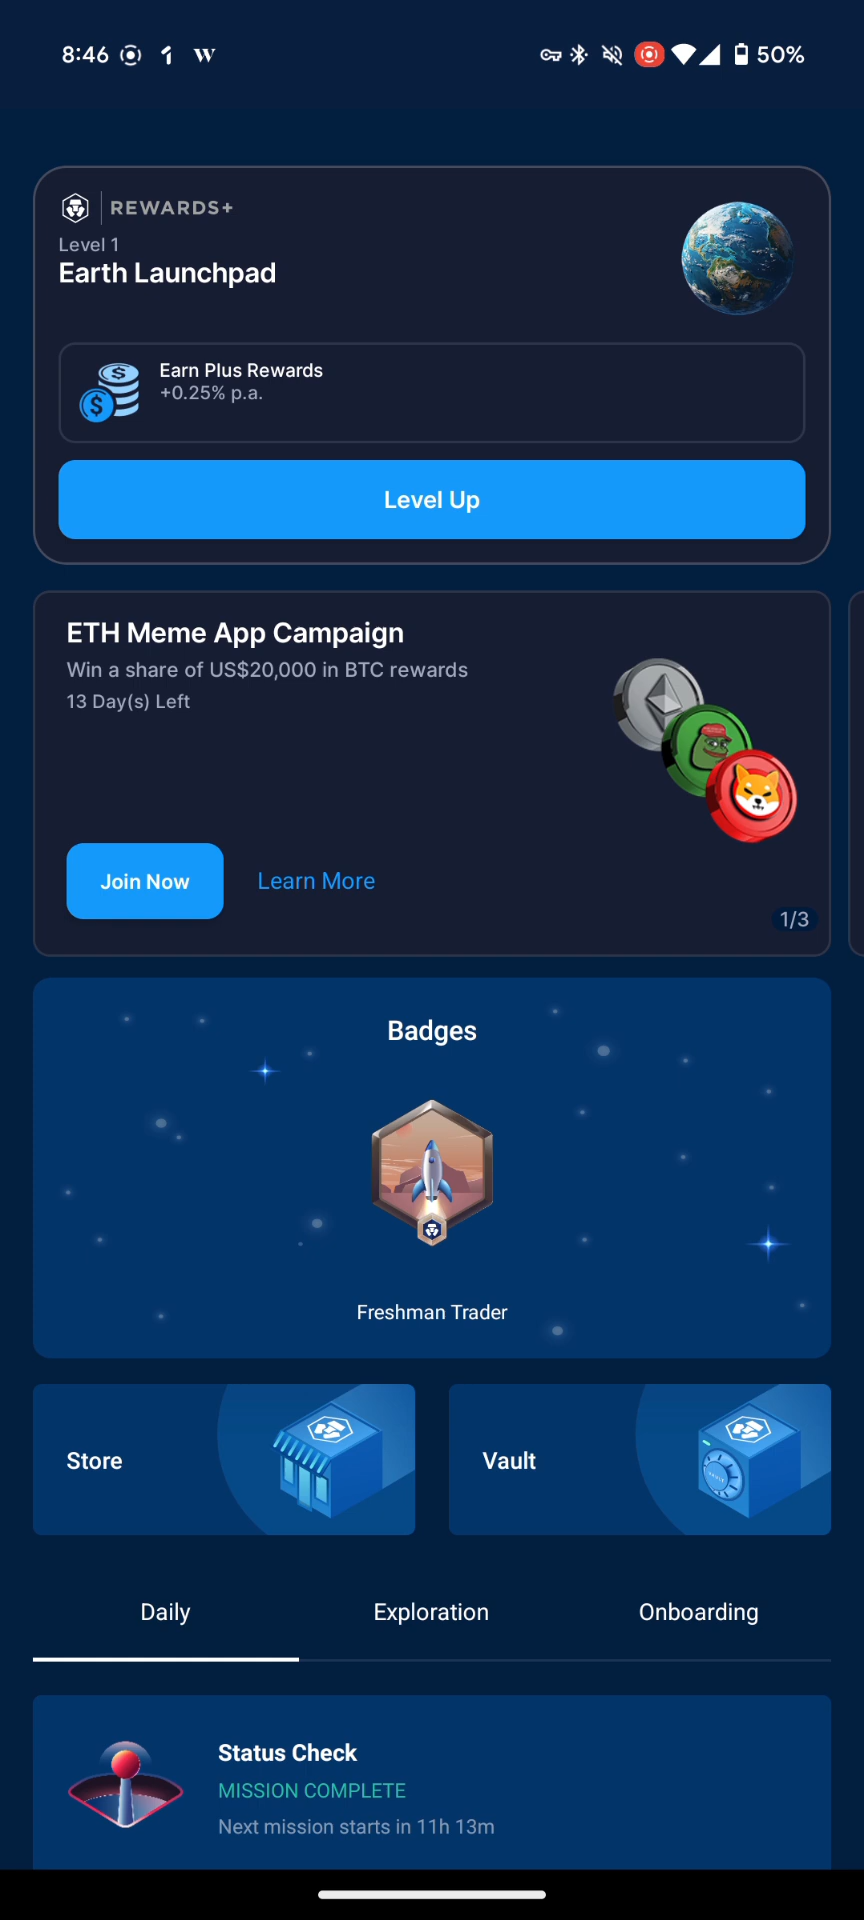 8:46
50%
REWARDS+
Level 1
Earth Launchpad
Earn Plus Rewards
+0.25% p.a.
Level Up
ETH Meme App Campaign
Win a share of US$20,000 in BTC rewards
13 Day(s) Left
Join Now
Learn More
1/3
Badges
Freshman Trader
Store
Vault
Daily
Exploration
Onboarding
Status Check
MISSION COMPLETE
Next mission starts in 11h 13m